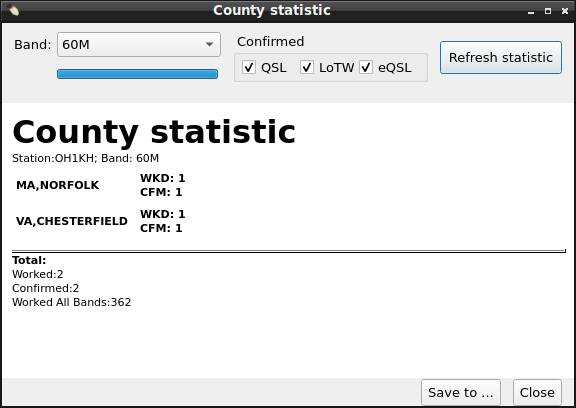 County statistic
Band: 60M
Confirmed
QSL LoTW eQSL
Refresh statistic
County statistic
Station:OH1KH; Band: 60M
MA,NORFOLK WKD: 1
CFM: 1
VA,CHESTERFIELD WKD: 1
CFM: 1
Total:
Worked:2
Confirmed:2
Worked All Bands:362
Save to ... Close